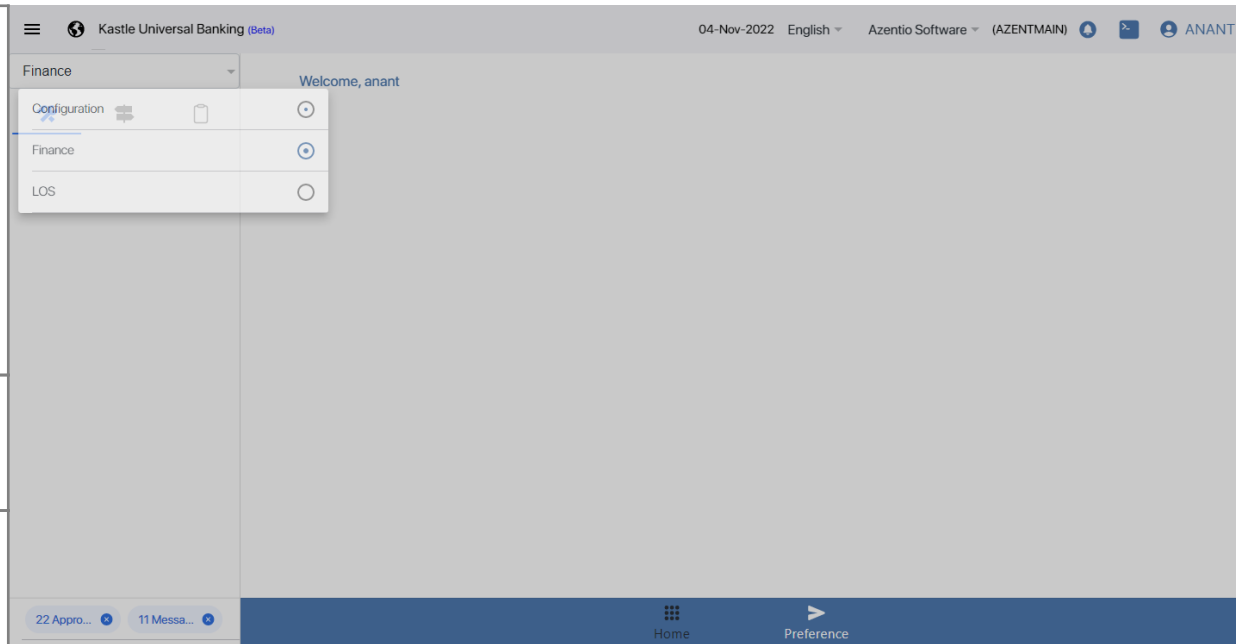 Kastle Universal Banking (Beta) 04-Nov-2022 English Azentio Software (AZENTMAIN) ANANT
Finance
Welcome, anant
Configuration
Finance
LOS
22 Appro... 11 Messa...
Home Preference